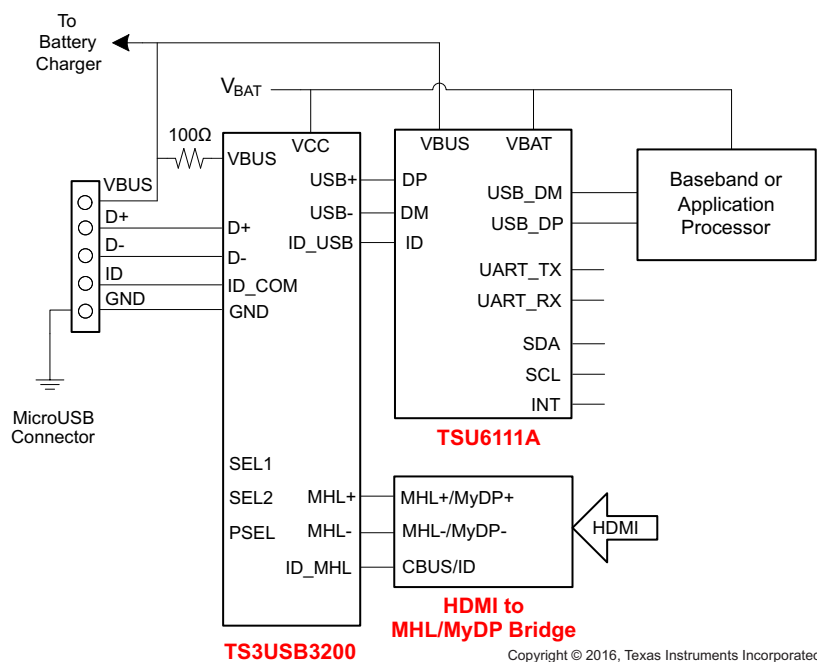 To
Battery
Charger
V_BAT
100Ω
VBUS
D+
D-
ID
GND
MicroUSB
Connector
VCC
VBUS
D+
D-
ID_COM
GND
SEL1
SEL2
PSEL
USB+
USB-
ID_USB
MHL+
MHL-
ID_MHL
TS3USB3200
VBUS
VBAT
DP
DM
ID
USB_DM
USB_DP
UART_TX
UART_RX
SDA
SCL
INT
TSU6111A
Baseband or
Application
Processor
MHL+/MyDP+
MHL-/MyDP-
CBUS/ID
HDMI
HDMI to
MHL/MyDP Bridge
Copyright © 2016, Texas Instruments Incorporated